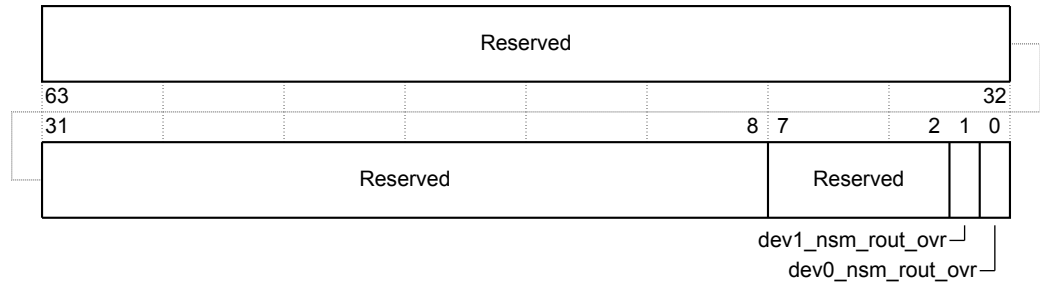 Reserved
63 32
31 8 7 2 1 0
Reserved Reserved
dev1_nsm_rout_ovr
dev0_nsm_rout_ovr